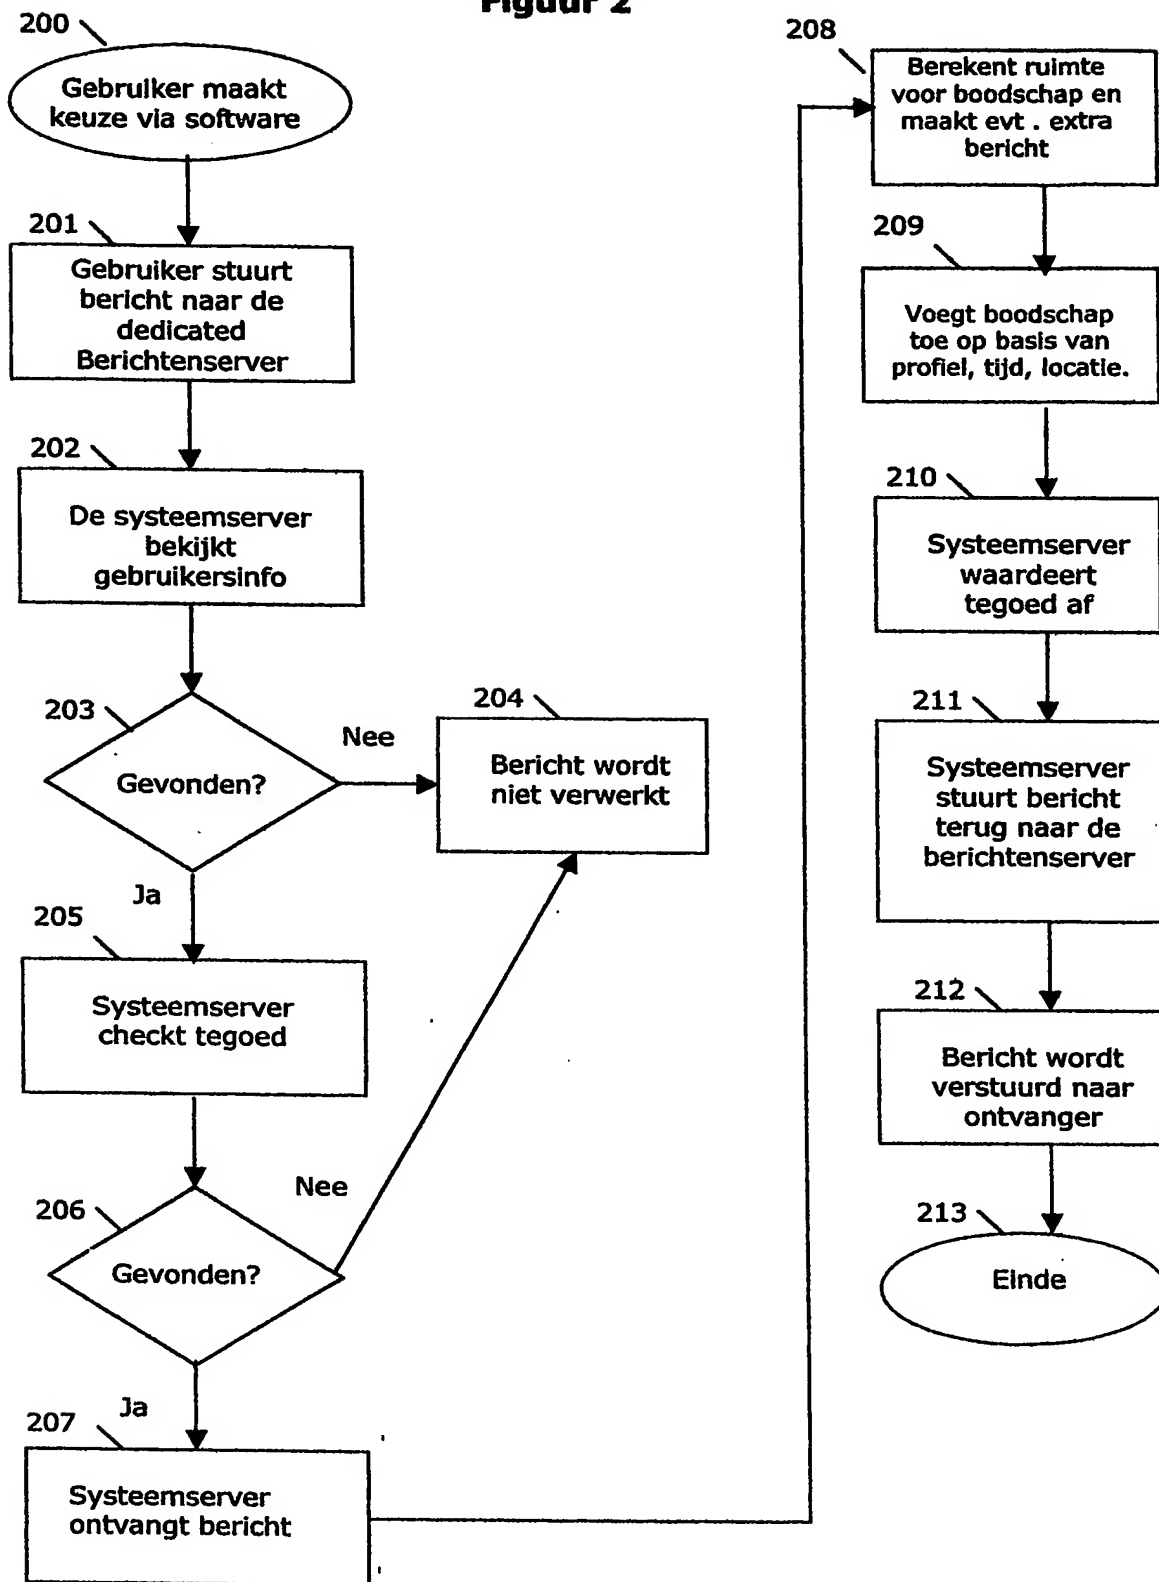 Figuur 2
200
Gebruiker maakt
keuze via software
201
Gebruiker stuurt
bericht naar de
dedicated
Berichtenserver
202
De systeemserver
bekijkt
gebruikersinfo
203
Gevonden?
Nee
204
Bericht wordt
niet verwerkt
Ja
205
Systeemserver
checkt tegoed
206
Gevonden?
Nee
Ja
207
Systeemserver
ontvangt bericht
208
Berekent ruimte
voor boodschap en
maakt evt . extra
bericht
209
Voegt boodschap
toe op basis van
profiel, tijd, locatie.
210
Systeemserver
waardeert
tegoed af
211
Systeemserver
stuurt bericht
terug naar de
berichtenserver
212
Bericht wordt
verstuurd naar
ontvanger
213
Einde